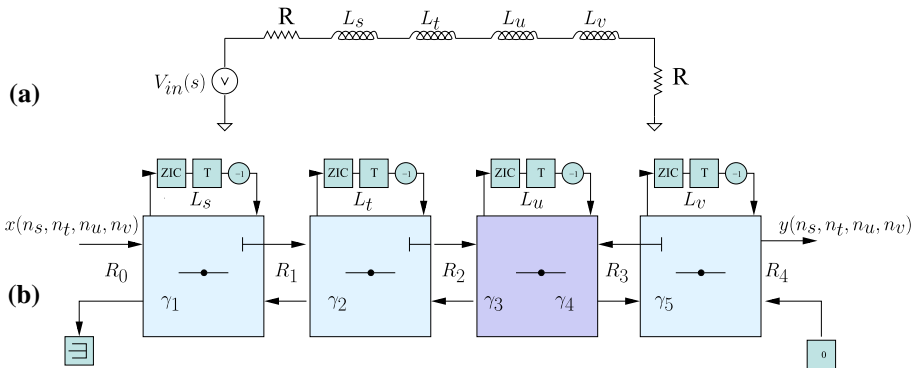 R L_s L_t L_u L_v
V_in(s) V R
(a)
ZIC T −1 ZIC T −1 ZIC T −1 ZIC T −1
L_s L_t L_u L_v
x(n_s, n_t, n_u, n_v) y(n_s, n_t, n_u, n_v)
R_0 R_1 R_2 R_3 R_4
(b) γ_1 γ_2 γ_3 γ_4 γ_5
0